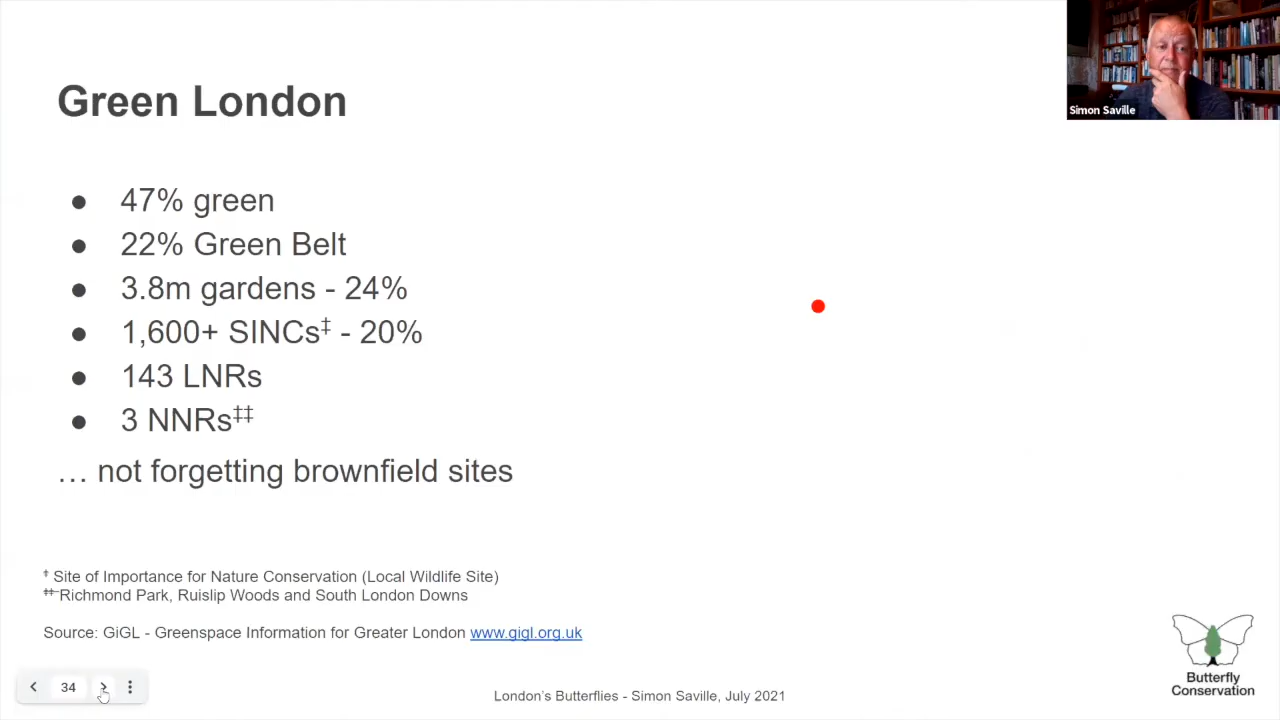 Green London
Simon Saville
● 47% green
● 22% Green Belt
● 3.8m gardens - 24%
● 1,600+ SINCs‡ - 20%
● 143 LNRs
● 3 NNRs‡‡
… not forgetting brownfield sites
‡ Site of Importance for Nature Conservation (Local Wildlife Site)
‡‡ Richmond Park, Ruislip Woods and South London Downs
Source: GiGL - Greenspace Information for Greater London www.gigl.org.uk
34
London's Butterflies - Simon Saville, July 2021
Butterfly
Conservation